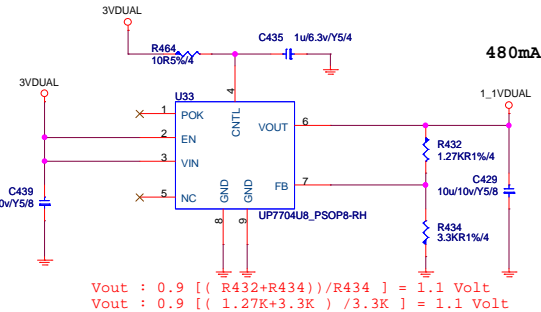 3VDUAL
C435 1u/6.3v/Y5/4
R464
10R5%/4
480mA
3VDUAL
1_1VDUAL
U33
4
1
POK
CNTL
VOUT
6
2
EN
R432
1.27KR1%/4
3
VIN
C439
0v/Y5/8
C429
10u/10v/Y5/8
5
NC
GND
GND
FB
7
UP7704U8_PSOP8-RH
8
9
R434
3.3KR1%/4
Vout : 0.9 [( R432+R434))/R434 ] = 1.1 Volt
Vout : 0.9 [( 1.27K+3.3K ) /3.3K ] = 1.1 Volt